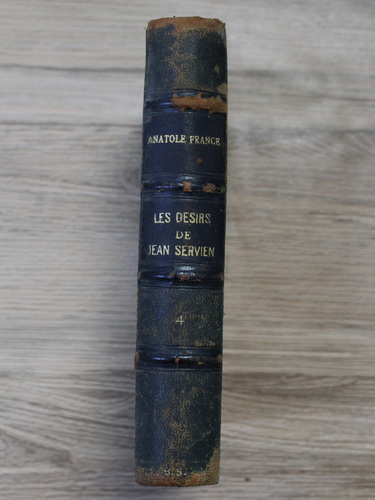 ANATOLE FRANCE
LES DESIRS
DE
JEAN SERVIEN
4